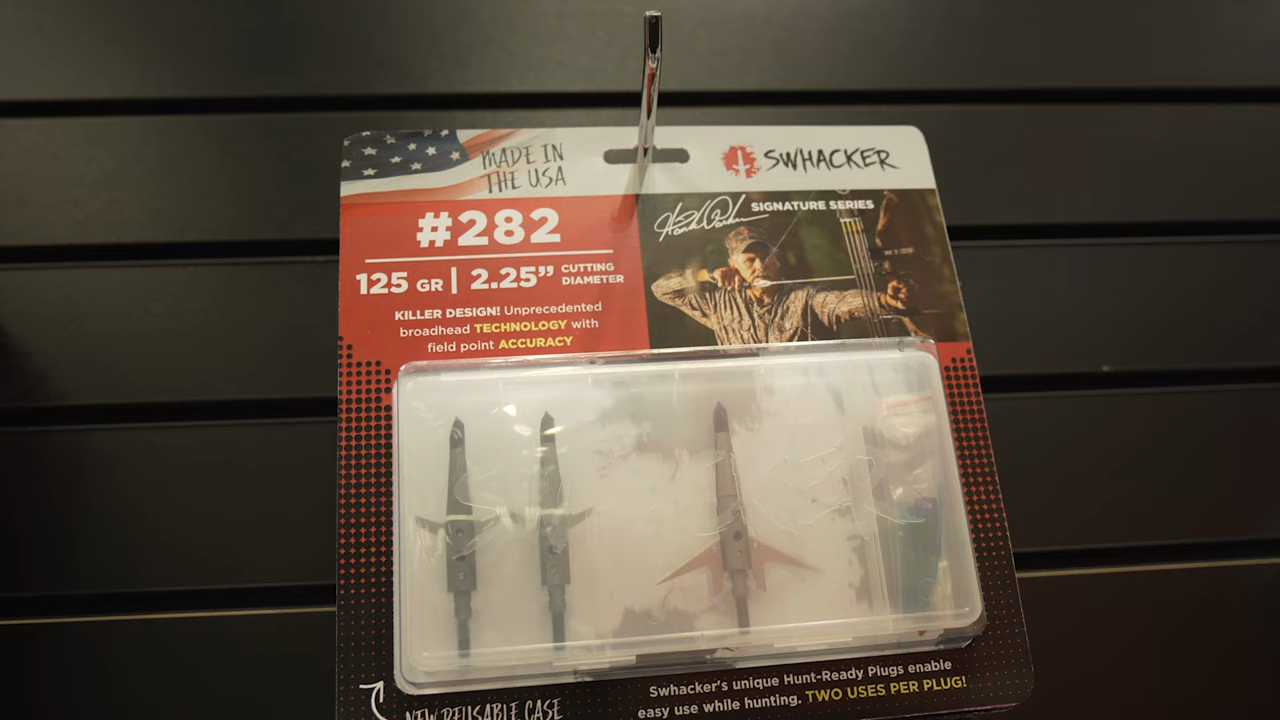 MADE IN
THE USA
SWHACKER
#282
125 GR | 2.25” CUTTING
DIAMETER
KILLER DESIGN! Unprecedented
broadhead TECHNOLOGY with
field point ACCURACY
Hank Parker SIGNATURE SERIES
NEW REUSABLE CASE
Swhacker's unique Hunt-Ready Plugs enable
easy use while hunting. TWO USES PER PLUG!